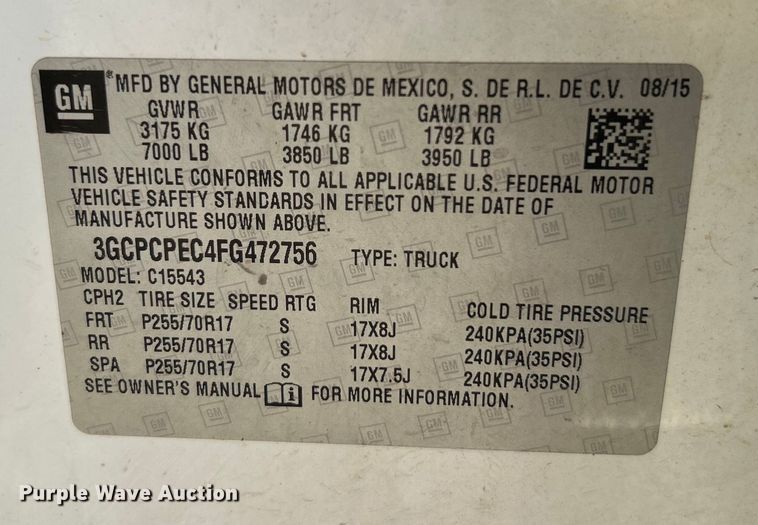 GM
MFD BY GENERAL MOTORS DE MEXICO, S. DE R.L. DE C.V. 08/15
GVWR GAWR FRT GAWR RR
3175 KG 1746 KG 1792 KG
7000 LB 3850 LB 3950 LB
THIS VEHICLE CONFORMS TO ALL APPLICABLE U.S. FEDERAL MOTOR
VEHICLE SAFETY STANDARDS IN EFFECT ON THE DATE OF
MANUFACTURE SHOWN ABOVE.
3GCPCPEC4FG472756 TYPE: TRUCK
MODEL: C15543
CPH2 TIRE SIZE SPEED RTG RIM COLD TIRE PRESSURE
FRT P255/70R17 S 17X8J 240KPA(35PSI)
RR P255/70R17 S 17X8J 240KPA(35PSI)
SPA P255/70R17 S 17X7.5J 240KPA(35PSI)
SEE OWNER'S MANUAL FOR MORE INFORMATION.
Purple Wave Auction